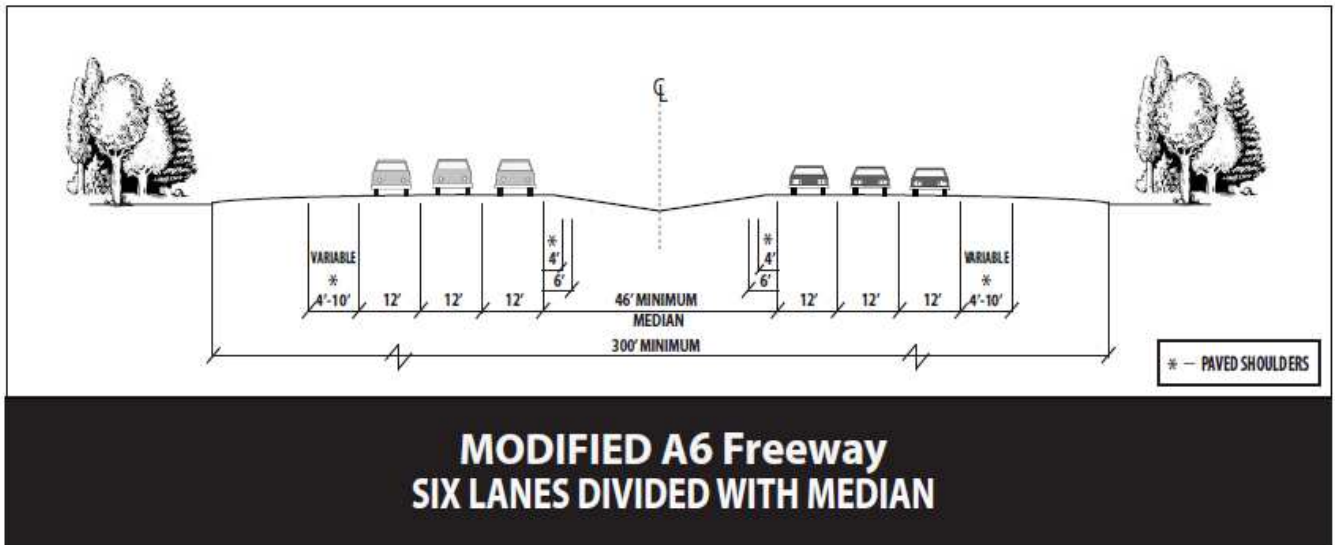 ℄
VARIABLE
*
4'-10'
12'
12'
12'
*
4'
6'
46' MINIMUM
MEDIAN
*
4'
6'
12'
12'
12'
VARIABLE
*
4'-10'
300' MINIMUM
* – PAVED SHOULDERS
MODIFIED A6 Freeway
SIX LANES DIVIDED WITH MEDIAN